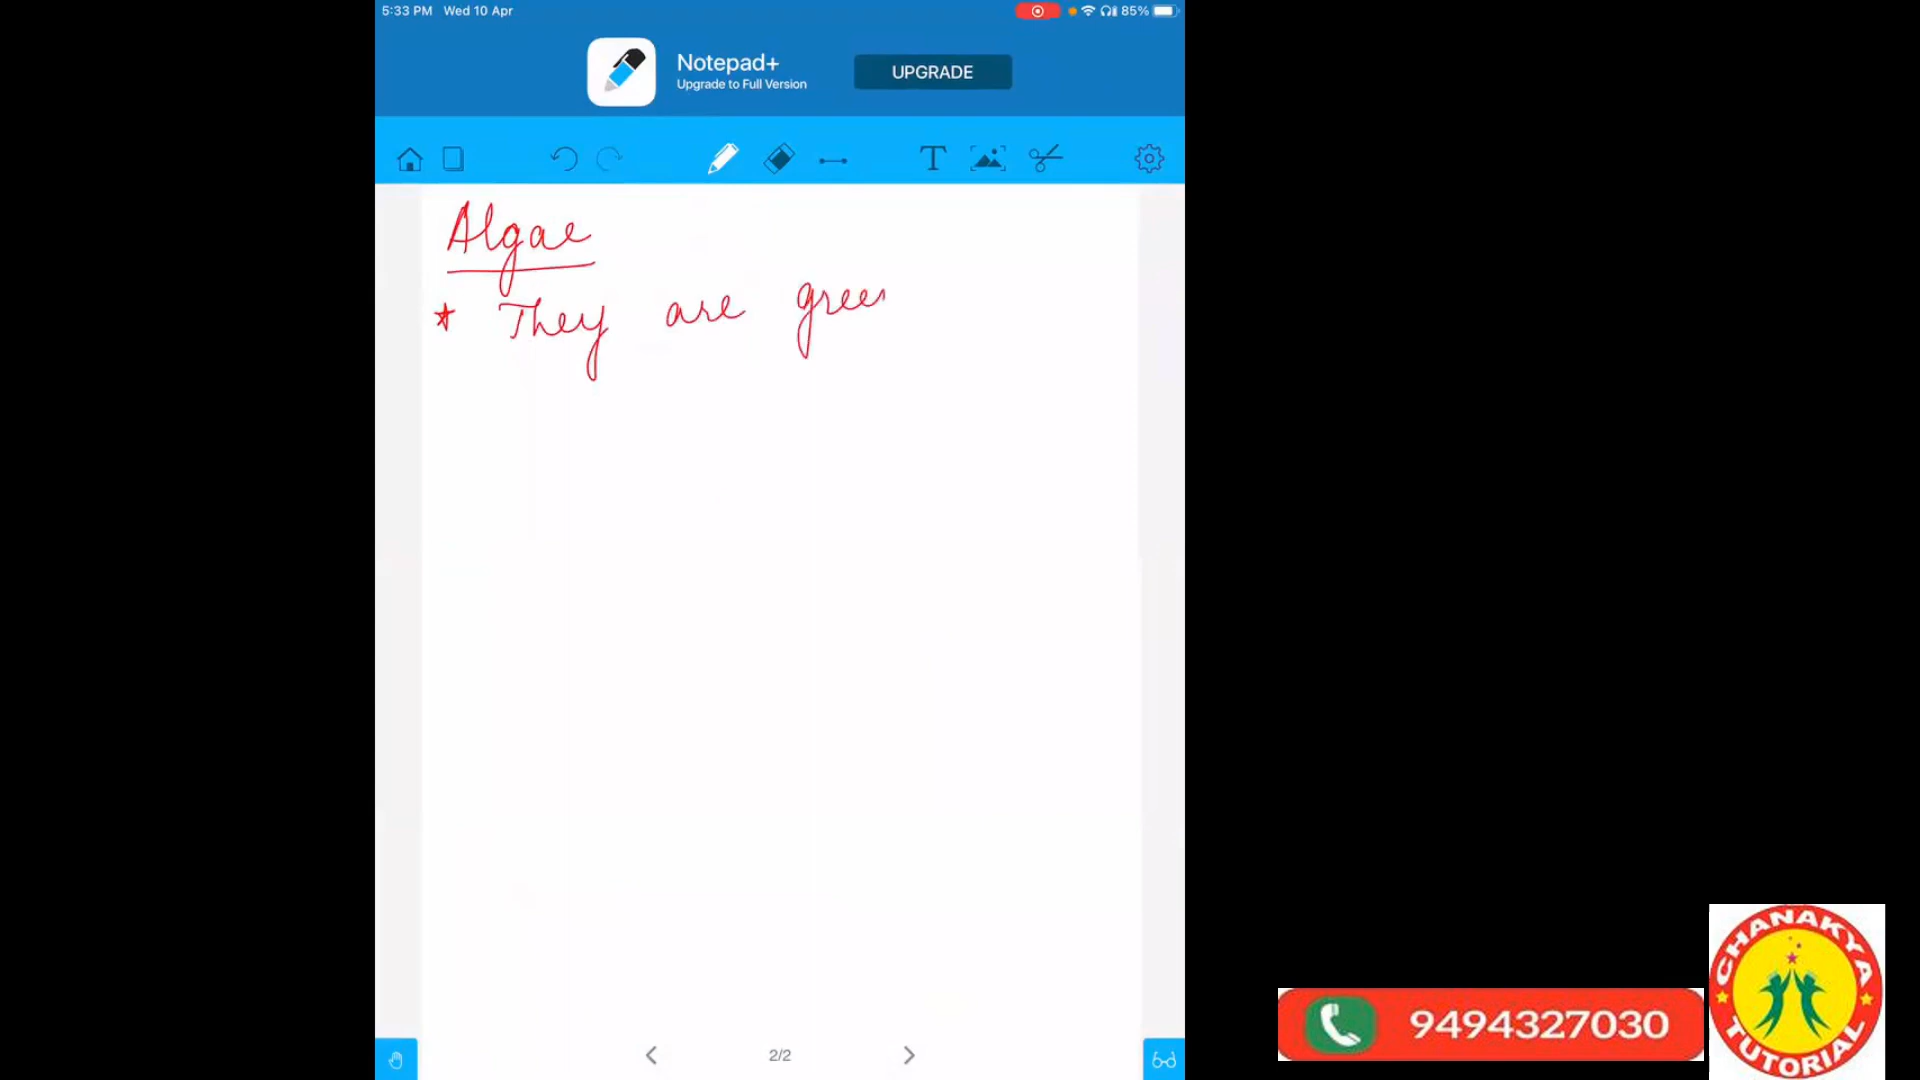 5:33 PM Wed 10 Apr 85%
Notepad+
Upgrade to Full Version
UPGRADE
T
Algae
* They are green
2/2
9494327030
CHANAKYA
TUTORIAL